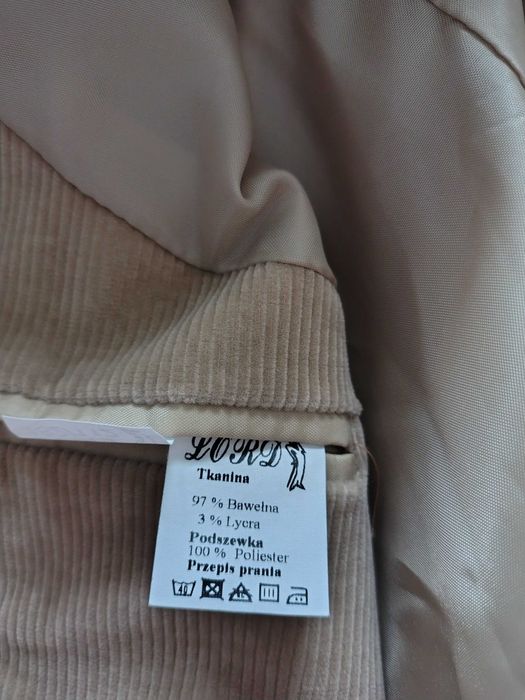 LORD
Tkanina
97 % Bawełna
3 % Lycra
Podszewka
100 % Poliester
Przepis prania
40